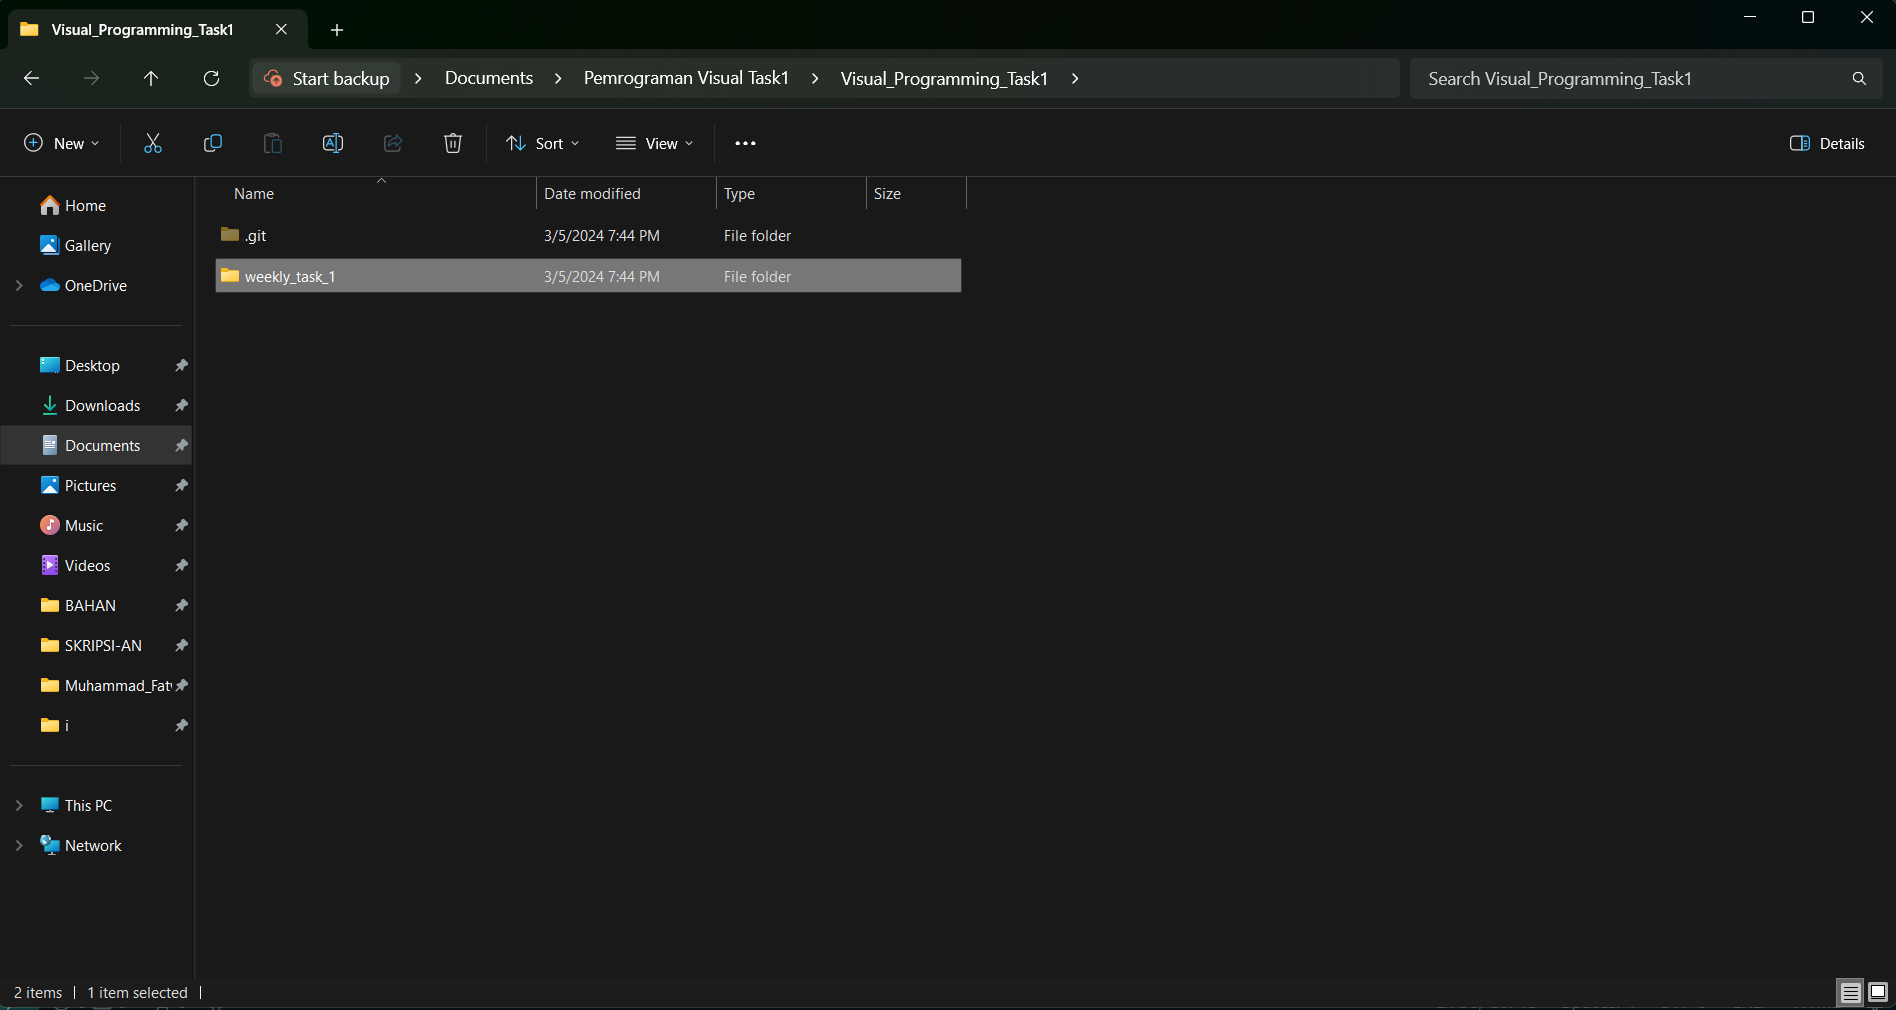 Visual_Programming_Task1
Start backup > Documents > Pemrograman Visual Task1 > Visual_Programming_Task1 >
Search Visual_Programming_Task1
New
Sort
View
Details
Name Date modified Type Size
.git 3/5/2024 7:44 PM File folder
weekly_task_1 3/5/2024 7:44 PM File folder
Home
Gallery
OneDrive
Desktop
Downloads
Documents
Pictures
Music
Videos
BAHAN
SKRIPSI-AN
Muhammad_Fat
i
This PC
Network
2 items | 1 item selected |